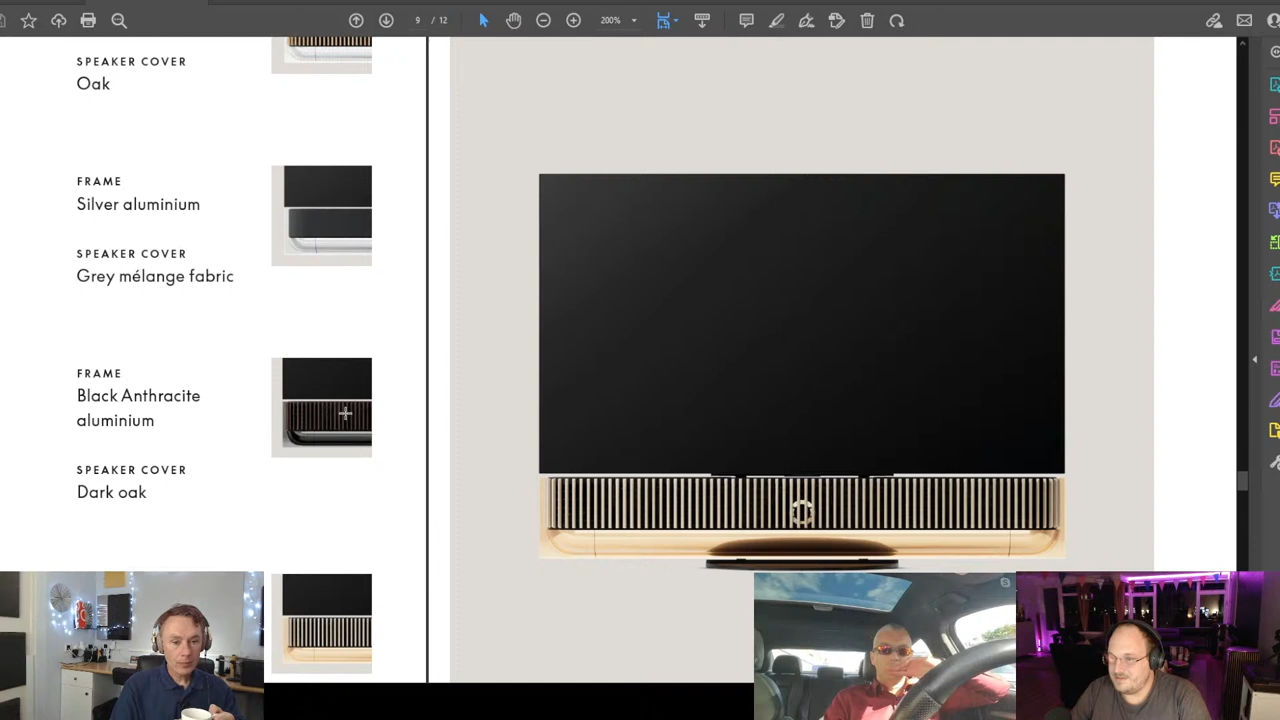 9 / 12
200%
SPEAKER COVER
Oak
FRAME
Silver aluminium
SPEAKER COVER
Grey mélange fabric
FRAME
Black Anthracite
aluminium
SPEAKER COVER
Dark oak